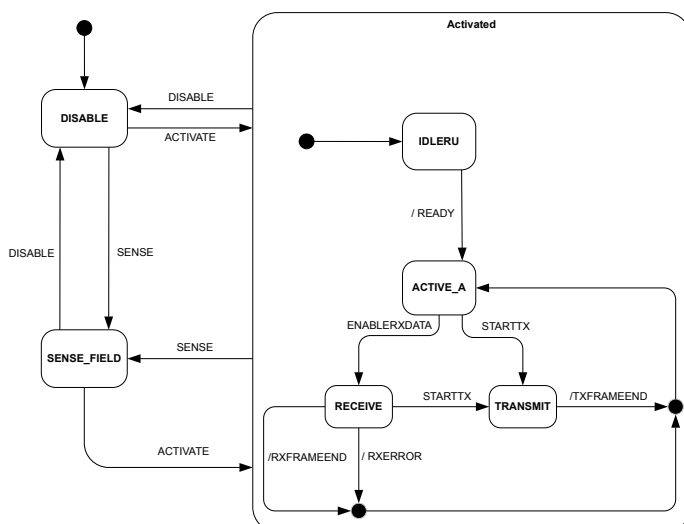 Activated
DISABLE
DISABLE
ACTIVATE
IDLERU
/ READY
DISABLE
SENSE
ACTIVE_A
ENABLERXDATA
STARTTX
SENSE
SENSE_FIELD
RECEIVE
STARTTX
TRANSMIT
/TXFRAMEEND
ACTIVATE
/RXFRAMEEND
/ RXERROR